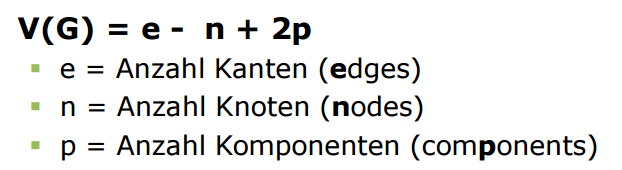 V(G) = e - n + 2p
▪ e = Anzahl Kanten (edges)
▪ n = Anzahl Knoten (nodes)
▪ p = Anzahl Komponenten (components)